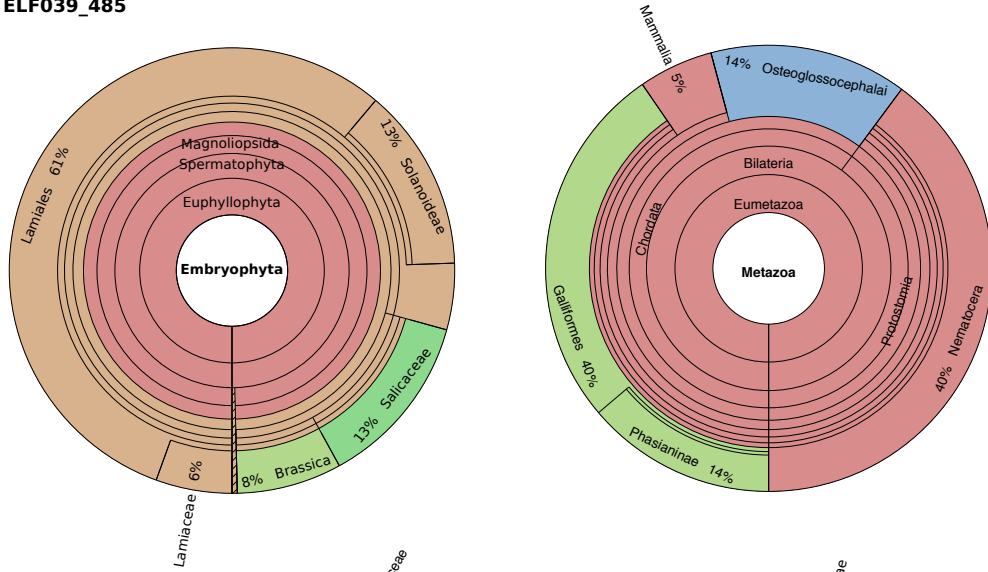 ELF039_485
Lamiales 61%
13% Solanoideae
Magnoliopsida
Spermatophyta
Euphyllophyta
Embryophyta
13% Salicaceae
8% Brassica
6%
Lamiaceae
Mammalia 5%
14% Osteoglossocephalai
Bilateria
Eumetazoa
Chordata
Metazoa
Protostomia
Galliformes 40%
40% Nematocera
Phasianinae 14%